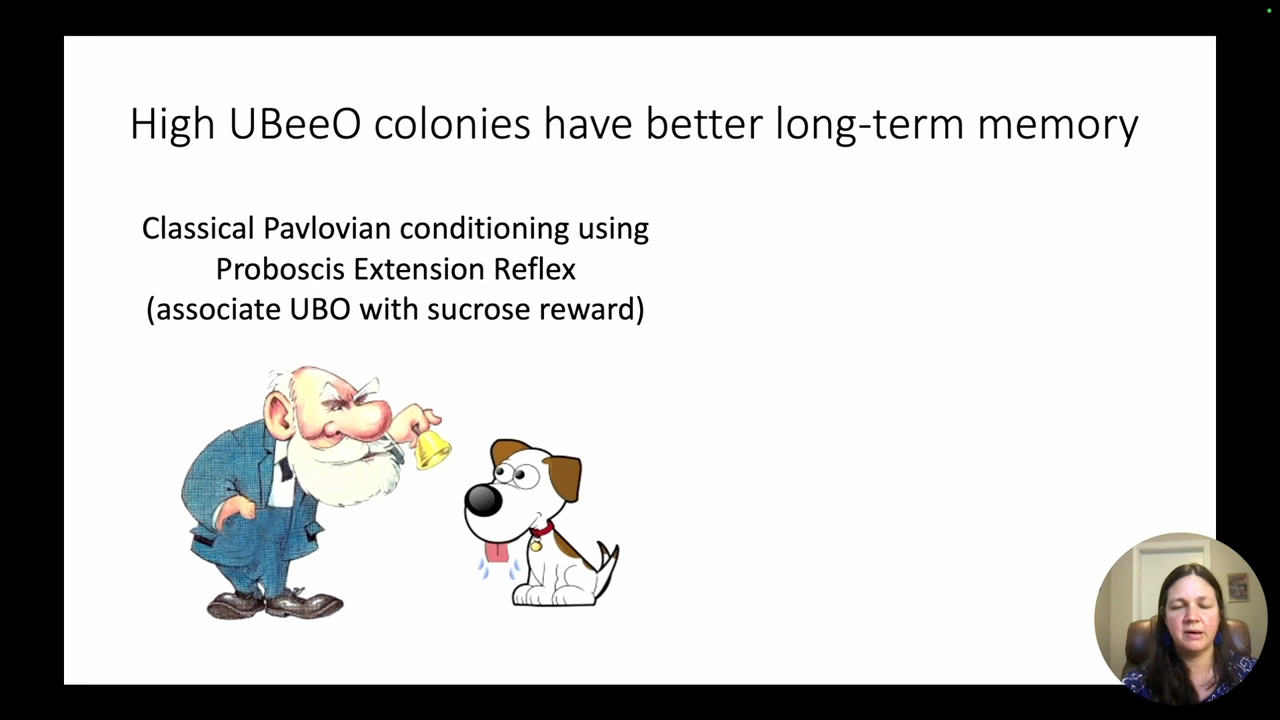 High UBeeO colonies have better long-term memory
Classical Pavlovian conditioning using
Proboscis Extension Reflex
(associate UBO with sucrose reward)